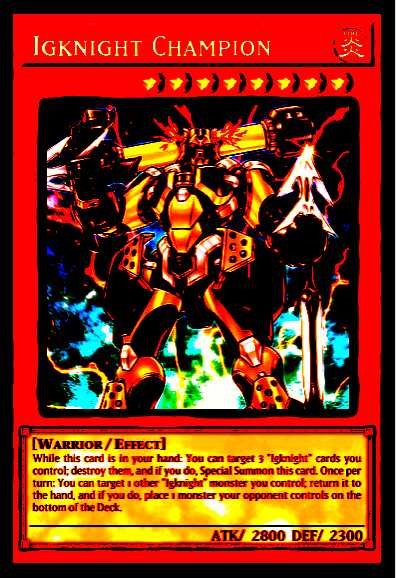 IGKNIGHT CHAMPION
炎
[WARRIOR/EFFECT]
While this card is in your hand: You can target 3 "Igknight" cards you
control; destroy them, and if you do, Special Summon this card. Once per
turn: You can target 1 other "Igknight" monster you control; return it to
the hand, and if you do, place 1 monster your opponent controls on the
bottom of the Deck.
ATK/ 2800 DEF/ 2300